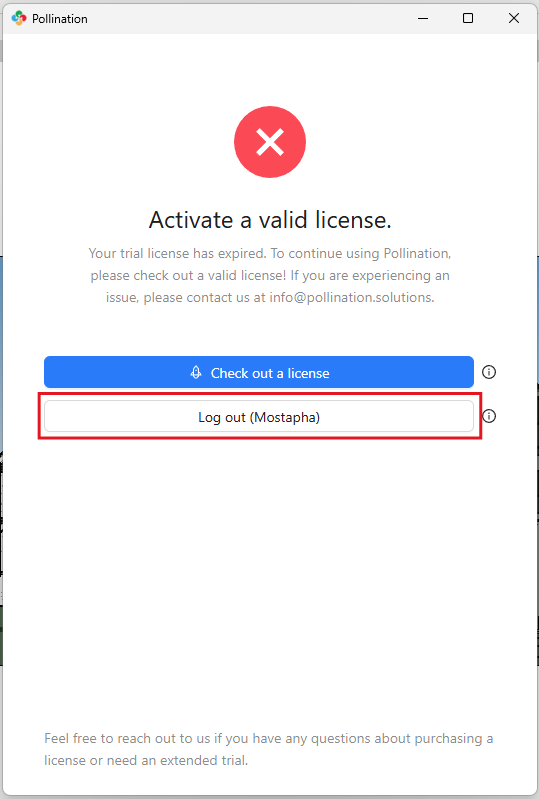 Pollination
Activate a valid license.
Your trial license has expired. To continue using Pollination,
please check out a valid license! If you are experiencing an
issue, please contact us at info@pollination.solutions.
Check out a license
Log out (Mostapha)
Feel free to reach out to us if you have any questions about purchasing a
license or need an extended trial.